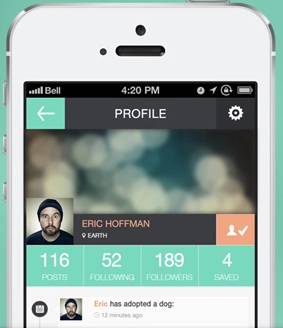 Bell 4:20 PM
PROFILE
ERIC HOFFMAN
EARTH
116 52 189 4
POSTS FOLLOWING FOLLOWERS SAVED
Eric has adopted a dog:
12 minutes ago